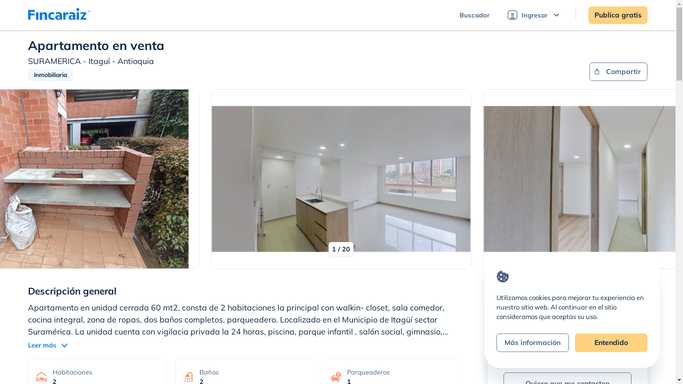 Fincaraiz
Buscador
Ingresar
Publica gratis
Apartamento en venta
SURAMERICA - Itaguí - Antioquia
Inmobiliaria
Compartir
1 / 20
Descripción general
Apartamento en unidad cerrada 60 mt2, consta de 2 habitaciones la principal con walkin- closet, sala comedor,
cocina integral, zona de ropas, dos baños completos, parqueadero. Localizado en el Municipio de Itagüí sector
Suramérica. La unidad cuenta con vigilacia privada la 24 horas, piscina, parque infantil , salón social, gimnasio,...
Leer más
Habitaciones
2
Baños
2
Parqueaderos
1
Utilizamos cookies para mejorar tu experiencia en
nuestro sitio web. Al continuar en el sitio
consideramos que aceptas su uso.
Más información
Entendido
Quiero que me contacten